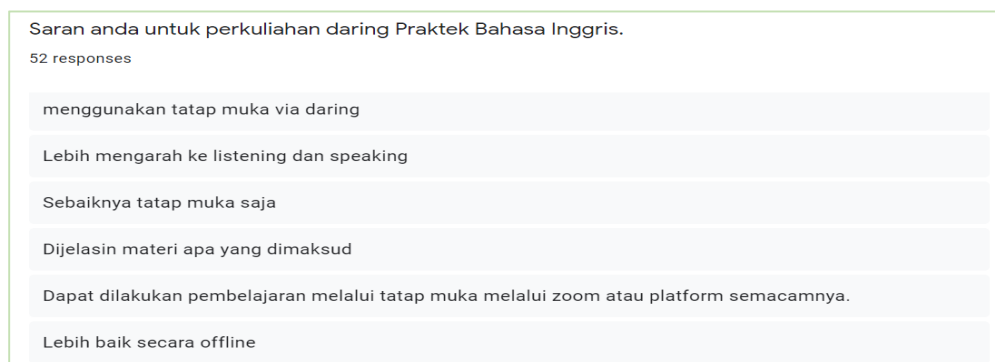 Saran anda untuk perkuliahan daring Praktek Bahasa Inggris.
52 responses
menggunakan tatap muka via daring
Lebih mengarah ke listening dan speaking
Sebaiknya tatap muka saja
Dijelasin materi apa yang dimaksud
Dapat dilakukan pembelajaran melalui tatap muka melalui zoom atau platform semacamnya.
Lebih baik secara offline